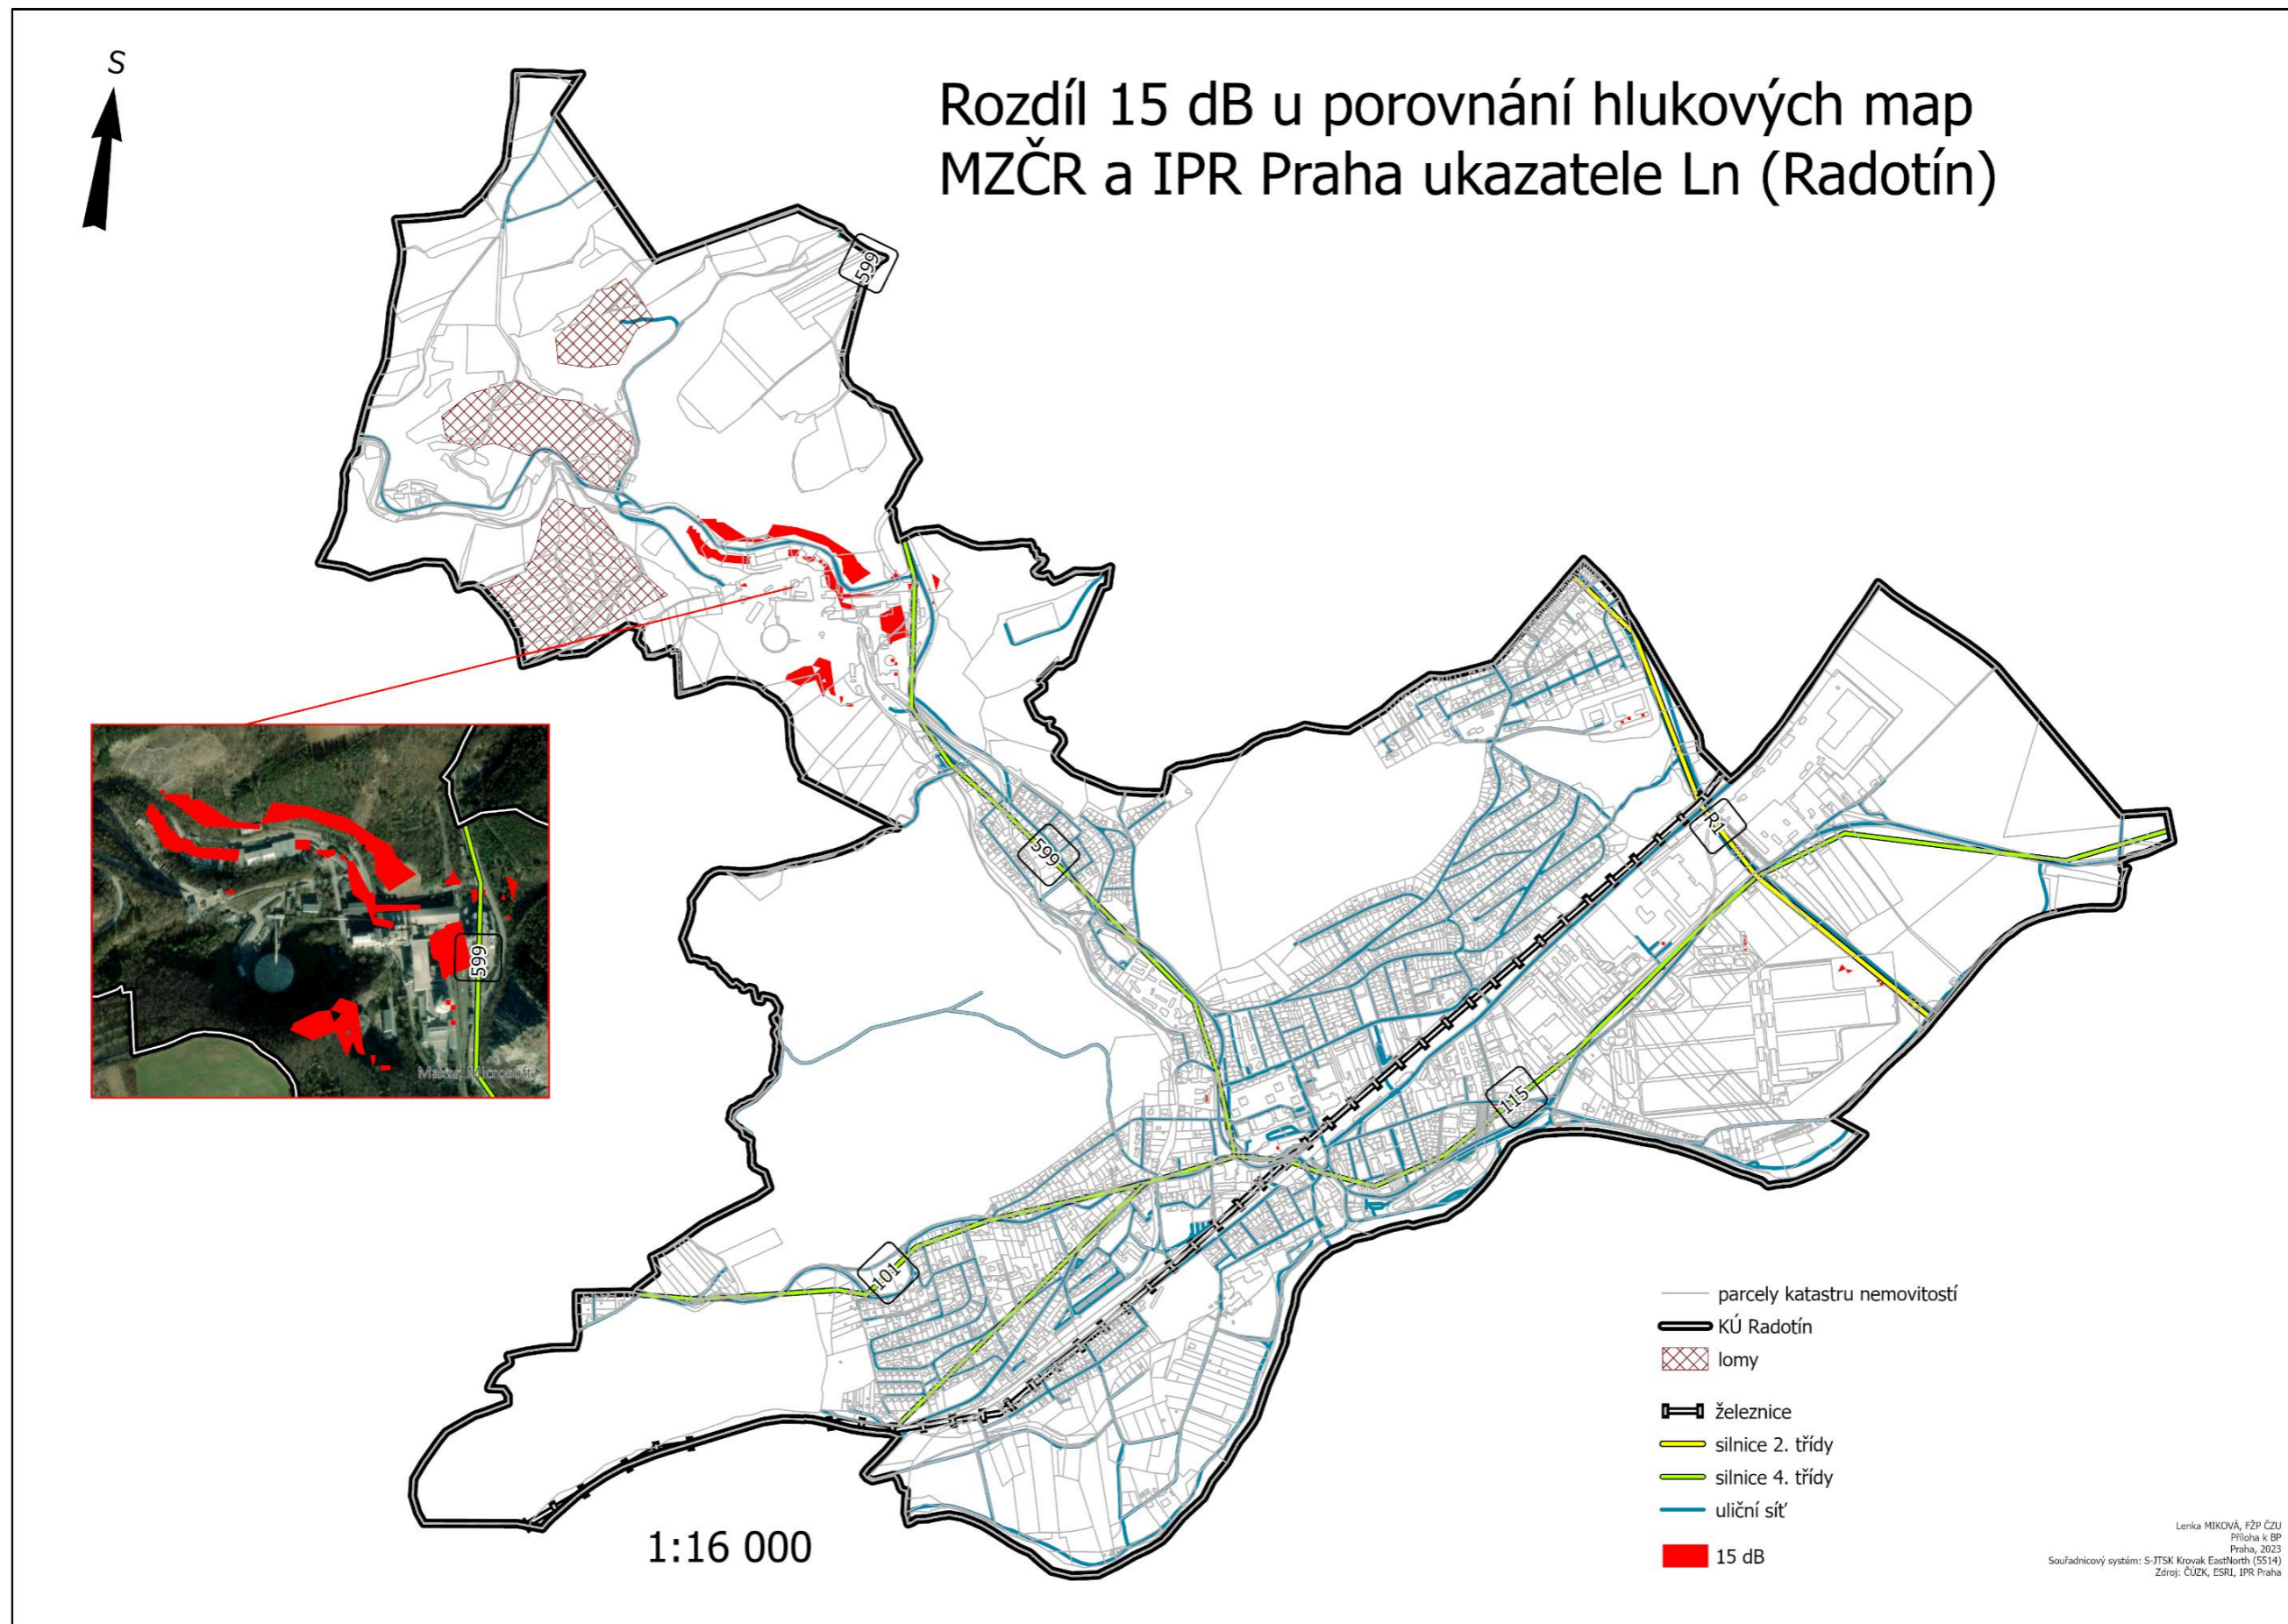 S
Rozdíl 15 dB u porovnání hlukových map
MZČR a IPR Praha ukazatele Ln (Radotín)
599
599
R1
599
115
101
Maxar, Microsoft
1:16 000
parcely katastru nemovitostí
KÚ Radotín
lomy
železnice
silnice 2. třídy
silnice 4. třídy
uliční síť
15 dB
Lenka MIKOVÁ, FŽP ČZU
Příloha k BP
Praha, 2023
Souřadnicový systém: S-JTSK Krovak EastNorth (5514)
Zdroj: ČÚZK, ESRI, IPR Praha